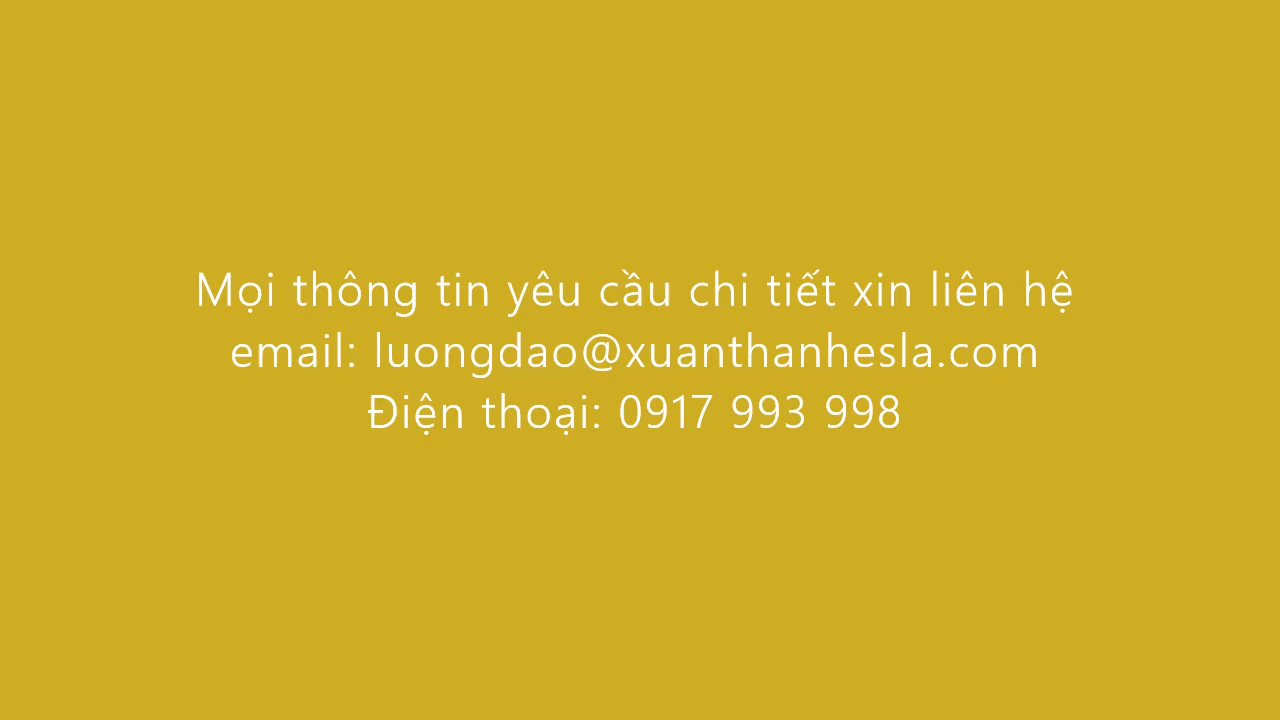 Mọi thông tin yêu cầu chi tiết xin liên hệ
email: luongdao@xuanthanhesla.com
Điện thoại: 0917 993 998